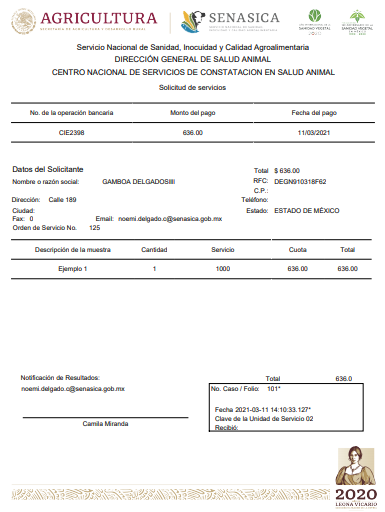 AGRICULTURA
SENASICA
Servicio Nacional de Sanidad, Inocuidad y Calidad Agroalimentaria
DIRECCIÓN GENERAL DE SALUD ANIMAL
CENTRO NACIONAL DE SERVICIOS DE CONSTATACION EN SALUD ANIMAL
Solicitud de servicios
No. de la operación bancaria Monto del pago Fecha del pago
CIE2398 636.00 11/03/2021
Datos del Solicitante
Total $ 636.00
Nombre o razón social: GAMBOA DELGADOSIIII
RFC: DEGN910318F62
C.P.:
Dirección: Calle 189
Teléfono:
Ciudad:
Estado: ESTADO DE MÉXICO
Fax: 0 Email: noemi.delgado.c@senasica.gob.mx
Orden de Servicio No. 125
Descripción de la muestra Cantidad Servicio Cuota Total
Ejemplo 1 1 1000 636.00 636.00
Notificación de Resultados:
noemi.delgado.c@senasica.gob.mx
Camila Miranda
Total 636.0
No. Caso / Folio: 101*
Fecha 2021-03-11 14:10:33.127*
Clave de la Unidad de Servicio 02
Recibió:
2020
LEONA VICARIO